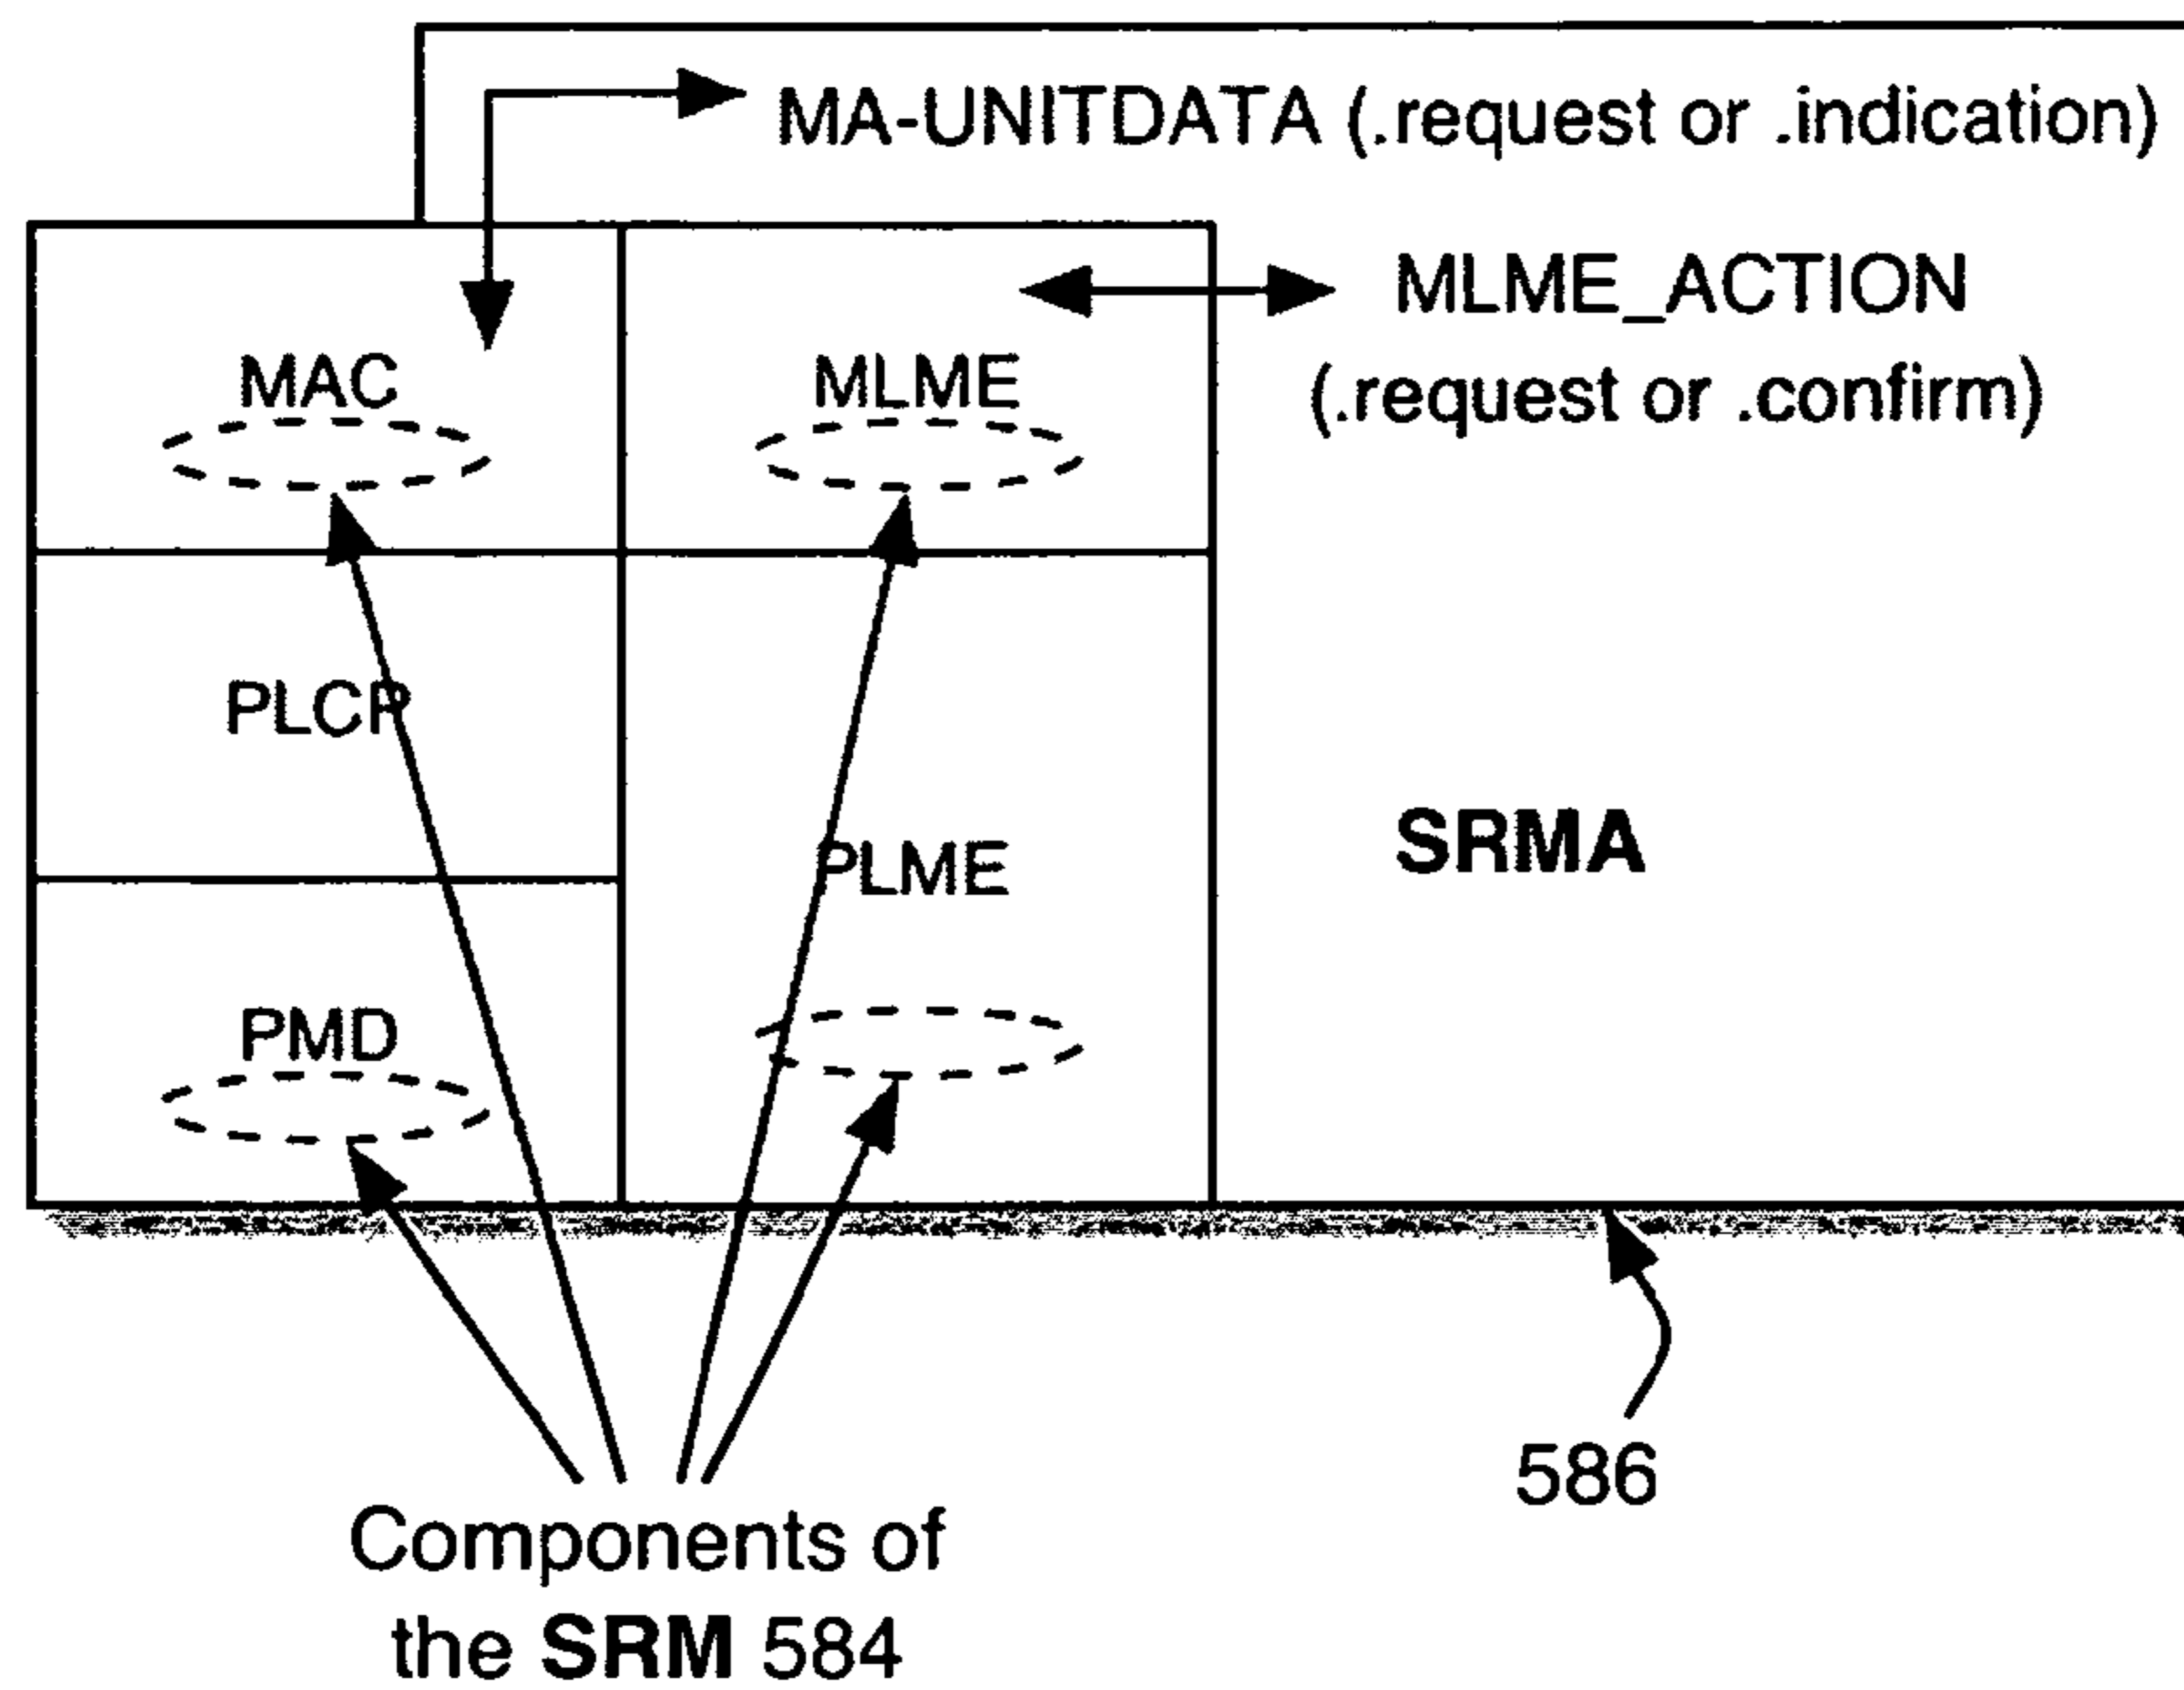 MA-UNITDATA (.request or .indication)
MLME_ACTION
(.request or .confirm)
MAC
MLME
PLCP
PLME
SRMA
PMD
586
Components of
the SRM 584